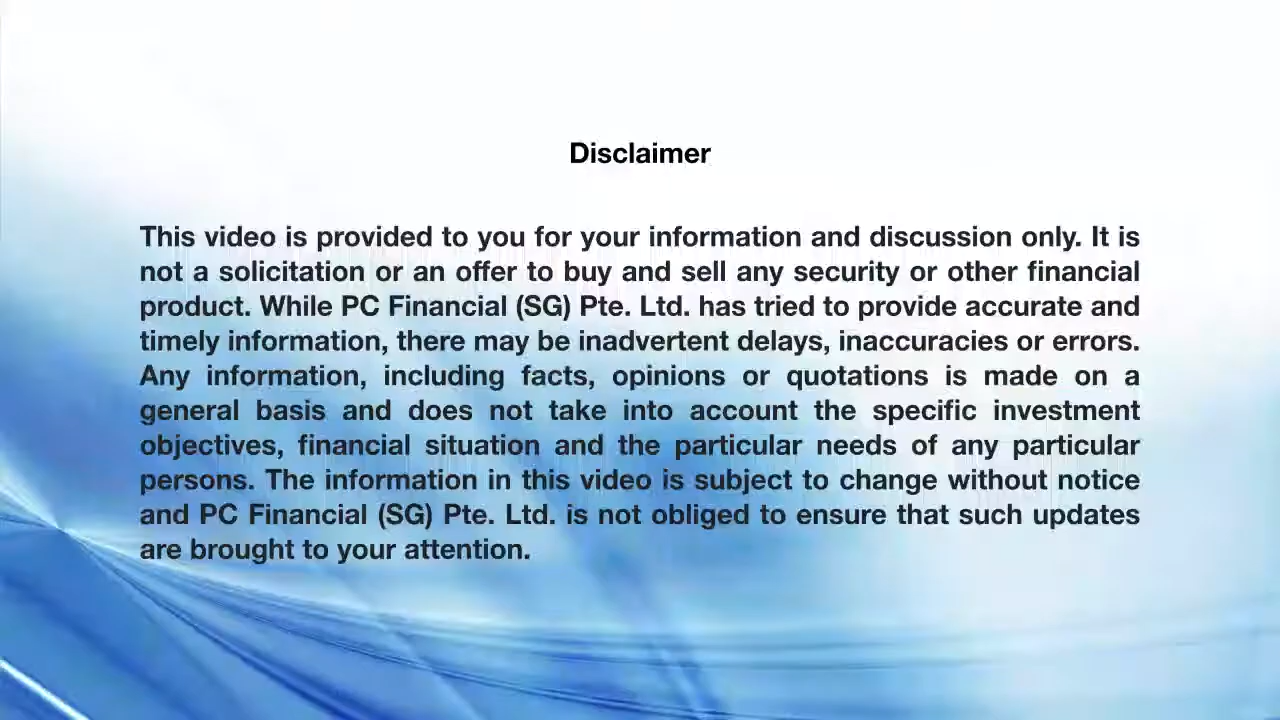 Disclaimer
This video is provided to you for your information and discussion only. It is
not a solicitation or an offer to buy and sell any security or other financial
product. While PC Financial (SG) Pte. Ltd. has tried to provide accurate and
timely information, there may be inadvertent delays, inaccuracies or errors.
Any information, including facts, opinions or quotations is made on a
general basis and does not take into account the specific investment
objectives, financial situation and the particular needs of any particular
persons. The information in this video is subject to change without notice
and PC Financial (SG) Pte. Ltd. is not obliged to ensure that such updates
are brought to your attention.